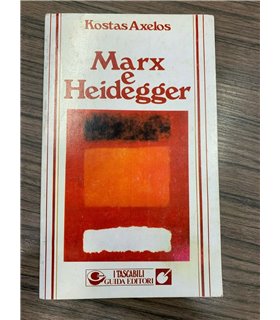 Kostas Axelos
Marx
e
Heidegger
I TASCABILI
GUIDA EDITORI